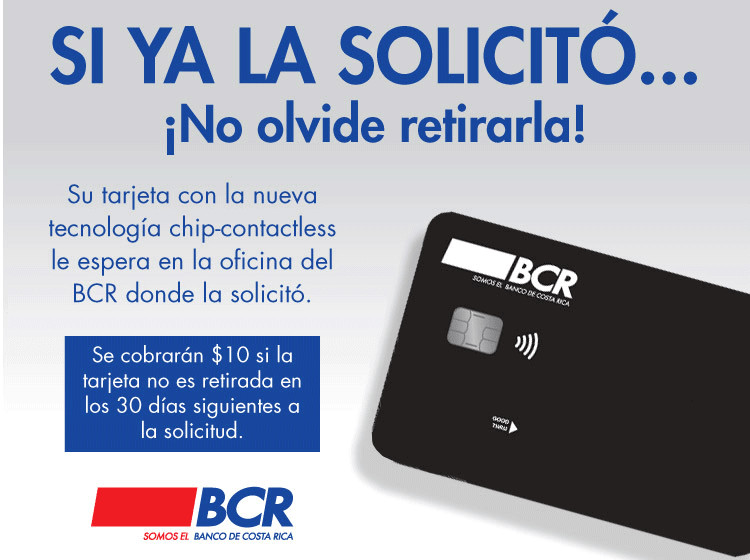 SI YA LA SOLICITÓ...
¡No olvide retirarla!
Su tarjeta con la nueva
tecnología chip-contactless
le espera en la oficina del
BCR donde la solicitó.
Se cobrarán $10 si la
tarjeta no es retirada en
los 30 días siguientes a
la solicitud.
BCR
SOMOS EL BANCO DE COSTA RICA
BCR
SOMOS EL BANCO DE COSTA RICA
GOOD
THRU